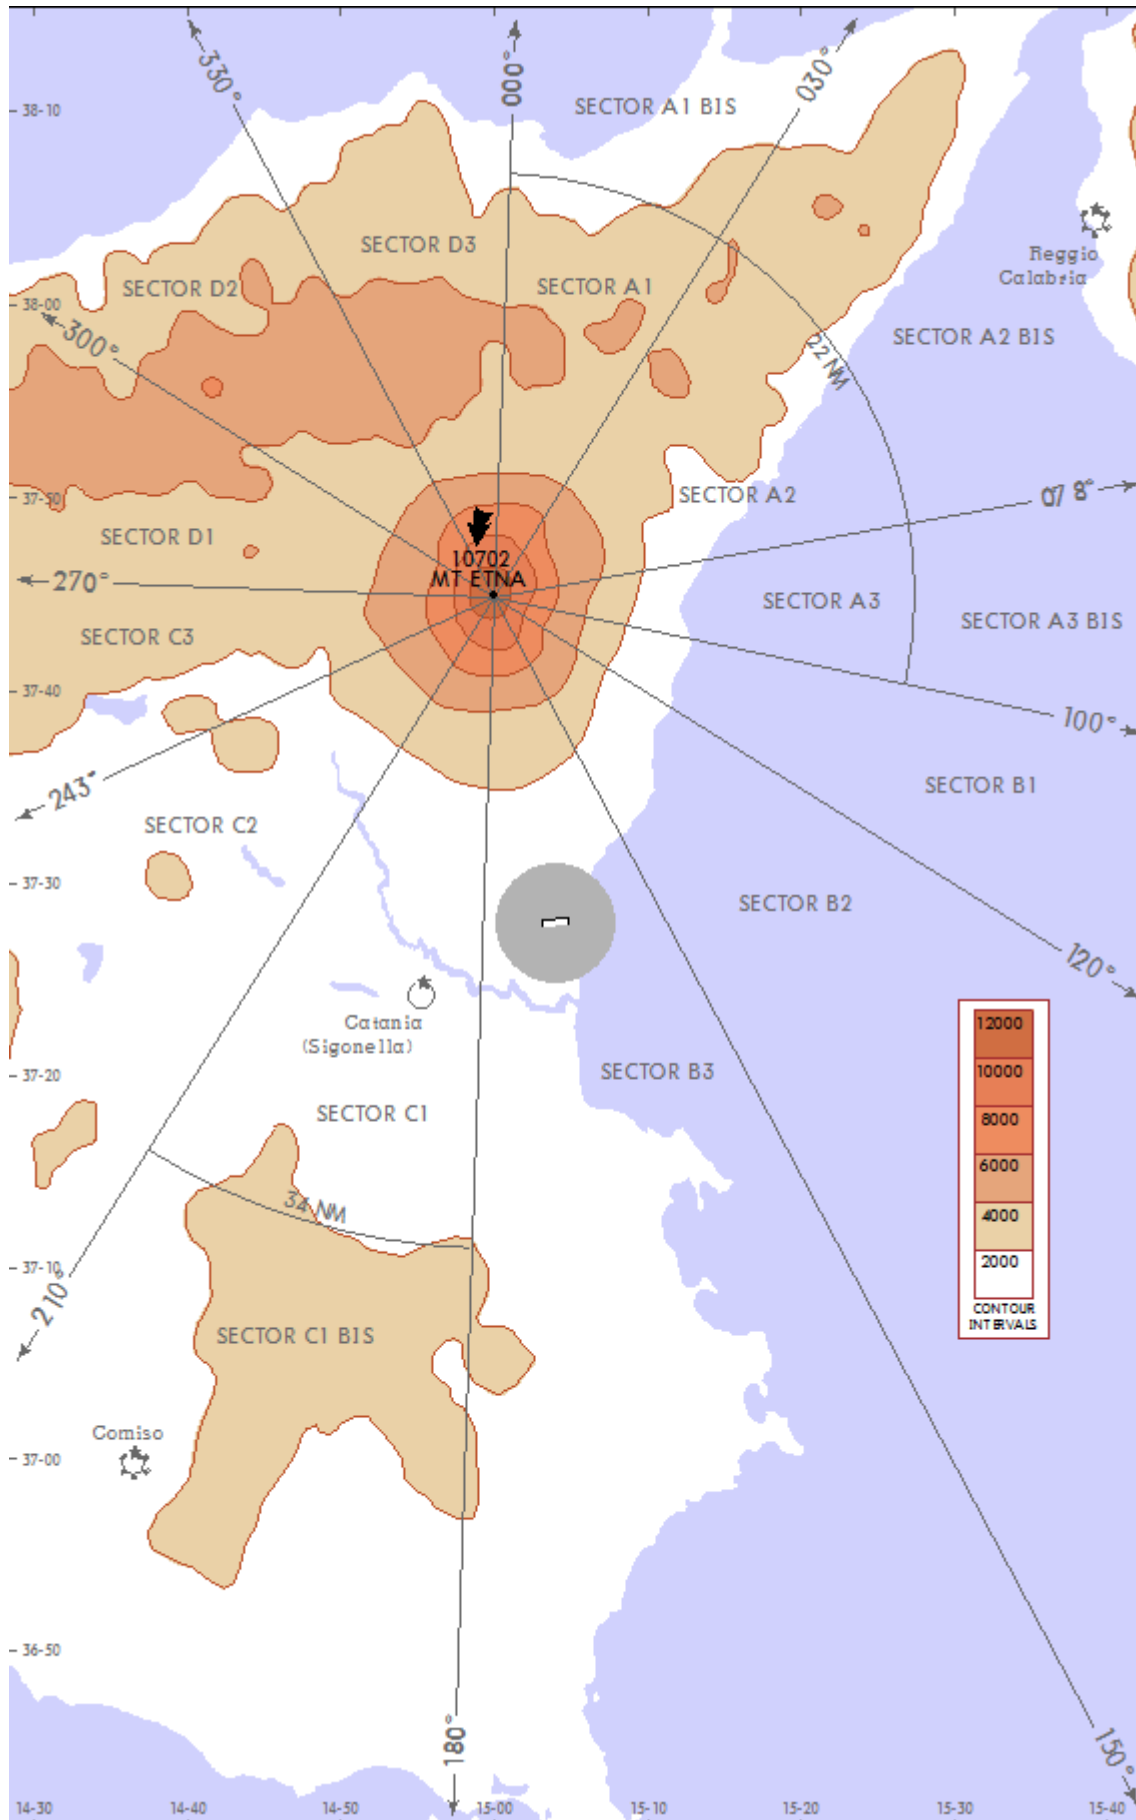 330°
000°
030°
38-10
SECTOR A1 BIS
SECTOR D3
Reggio
Calabria
SECTOR D2
SECTOR A1
38-00
300°
SECTOR A2 BIS
22 NM
37-50
SECTOR A2
078°
SECTOR D1
10702
MT ETNA
270°
SECTOR A3
SECTOR A3 BIS
SECTOR C3
37-40
100°
243°
SECTOR B1
SECTOR C2
37-30
SECTOR B2
120°
Catania
(Sigonella)
12000
10000
8000
6000
4000
2000
CONTOUR
INTERVALS
37-20
SECTOR B3
SECTOR C1
34 NM
37-10
210°
SECTOR C1 BIS
Comiso
37-00
36-50
180°
150°
14-30
14-40
14-50
15-00
15-10
15-20
15-30
15-40